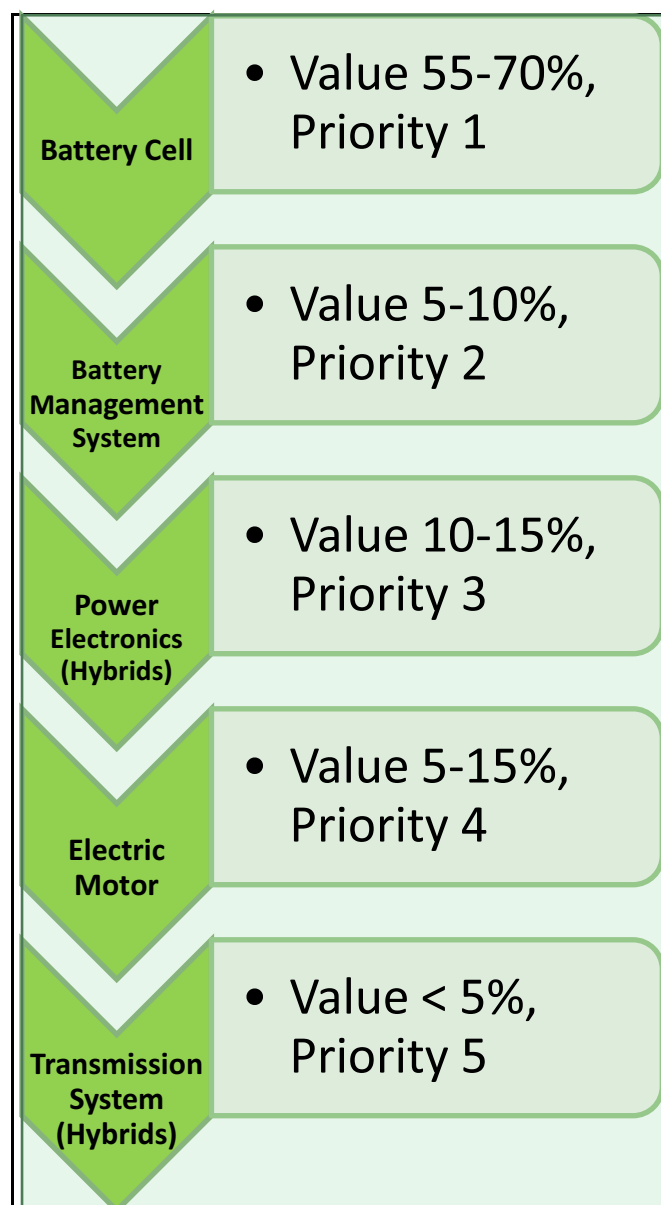 Battery Cell
• Value 55-70%,
Priority 1
Battery
Management
System
• Value 5-10%,
Priority 2
Power
Electronics
(Hybrids)
• Value 10-15%,
Priority 3
Electric
Motor
• Value 5-15%,
Priority 4
Transmission
System
(Hybrids)
• Value < 5%,
Priority 5